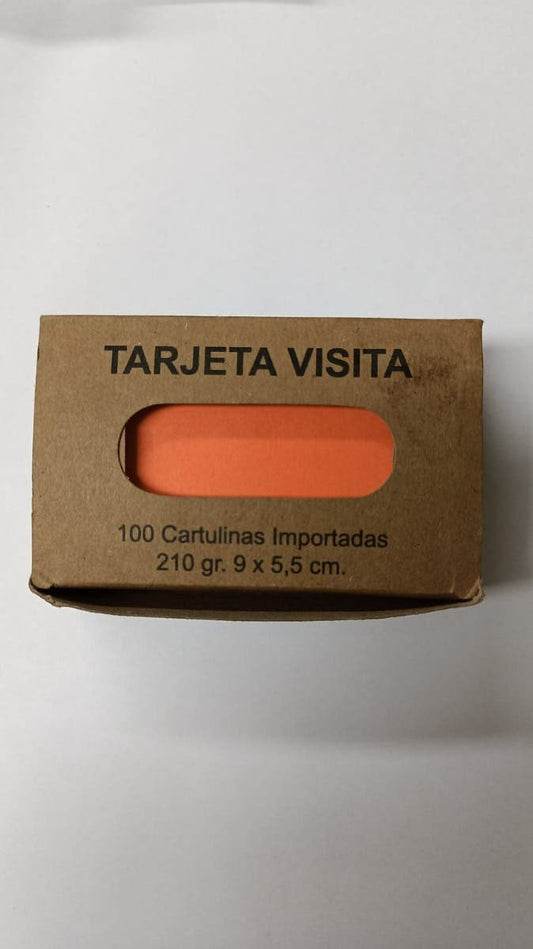 TARJETA VISITA
100 Cartulinas Importadas
210 gr. 9 x 5,5 cm.